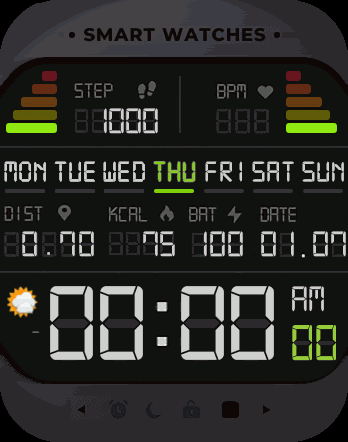 • SMART WATCHES •
STEP BPM
1000
MON TUE WED THU FRI SAT SUN
DIST KCAL BAT DATE
0.70 75 100 01.07
00:00 AM
00